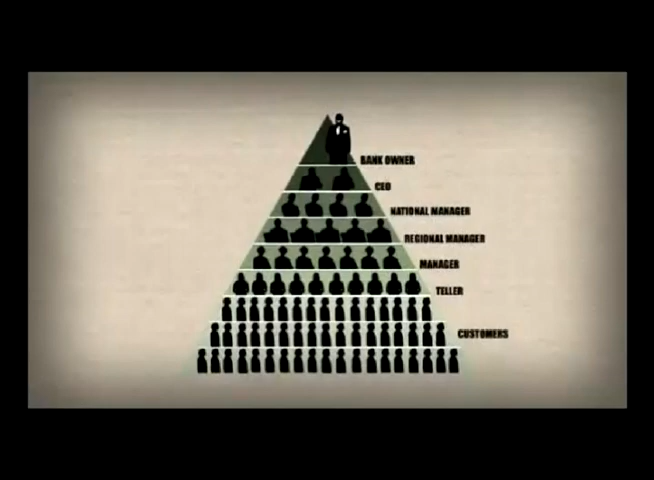 BANK OWNER
CEO
NATIONAL MANAGER
REGIONAL MANAGER
MANAGER
TELLER
CUSTOMERS